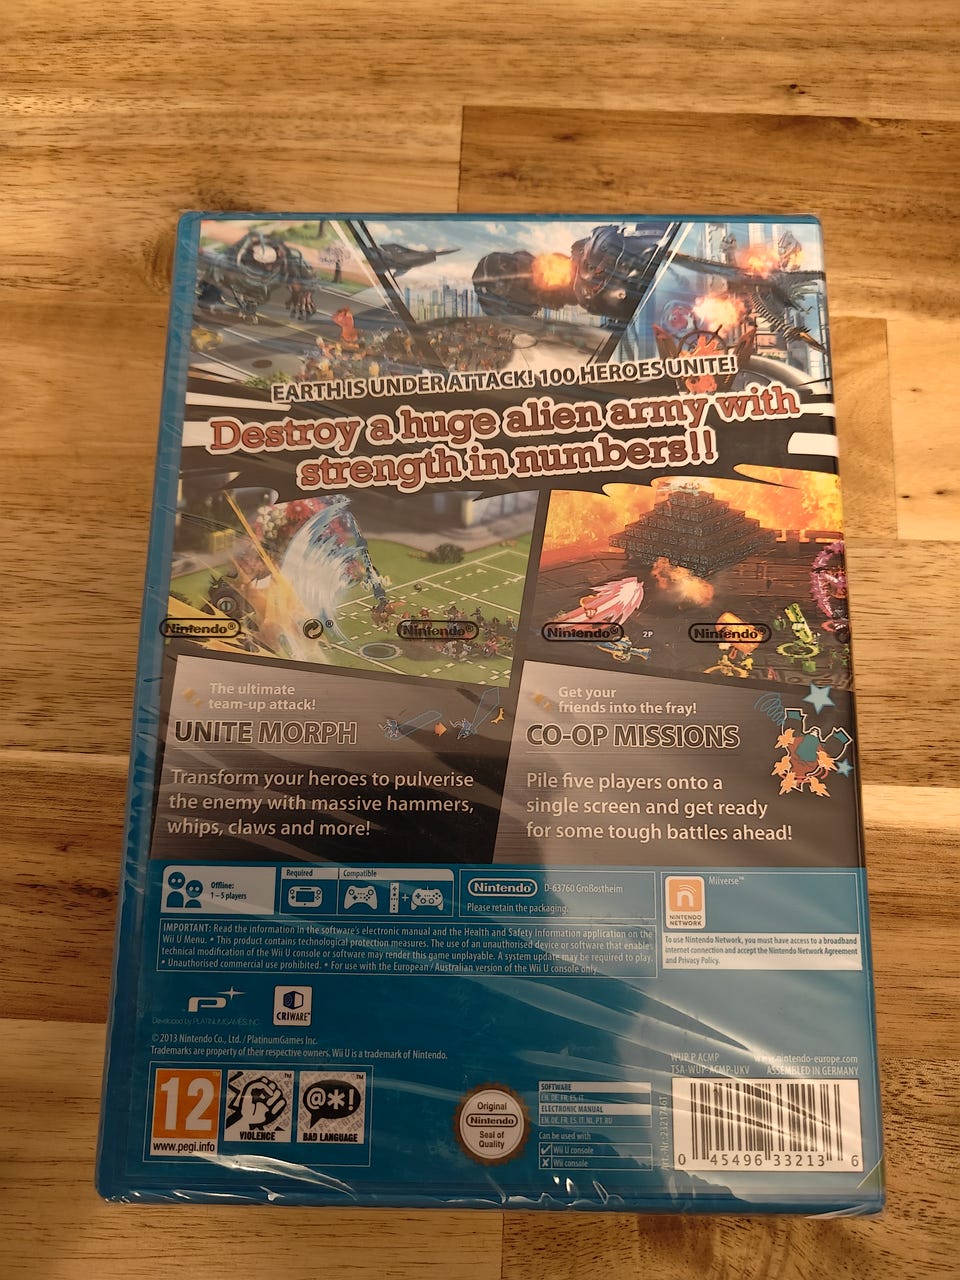 EARTH IS UNDER ATTACK! 100 HEROES UNITE!
Destroy a huge alien army with
strength in numbers!!
Nintendo®
®
Nintendo®
Nintendo®
Nintendo®
1P
2P
The ultimate
team-up attack!
UNITE MORPH
Transform your heroes to pulverise
the enemy with massive hammers,
whips, claws and more!
Get your
friends into the fray!
CO-OP MISSIONS
Pile five players onto a
single screen and get ready
for some tough battles ahead!
Offline:
1 – 5 players
Required
Compatible
+
Nintendo®
D-63760 Großostheim
Please retain the packaging.
Miiverse™
NINTENDO
NETWORK
To use Nintendo Network, you must have access to a broadband
internet connection and accept the Nintendo Network Agreement
and Privacy Policy.
IMPORTANT: Read the information in the software's electronic manual and the Health and Safety Information application on the
Wii U Menu. • This product contains technological protection measures. The use of an unauthorised device or software that enables
technical modification of the Wii U console or software may render this game unplayable. A system update may be required to play.
• Unauthorised commercial use prohibited. • For use with the European / Australian version of the Wii U console only.
P
Developed by PLATINUMGAMES INC.
CRIWARE™
© 2013 Nintendo Co., Ltd. / PlatinumGames Inc.
Trademarks are property of their respective owners. Wii U is a trademark of Nintendo.
12
www.pegi.info
™
VIOLENCE
™
@*!
BAD LANGUAGE
Original
Nintendo
Seal of
Quality
SOFTWARE
EN, DE, FR, ES, IT
ELECTRONIC MANUAL
EN, DE, FR, ES, IT, NL, PT, RU
Can be used with
Wii U console
Wii console
Art.-Nr.: 2321746T
WUP P ACMP
www.nintendo-europe.com
TSA-WUP-ACMP-UKV
ASSEMBLED IN GERMANY
0 45496 33213 6